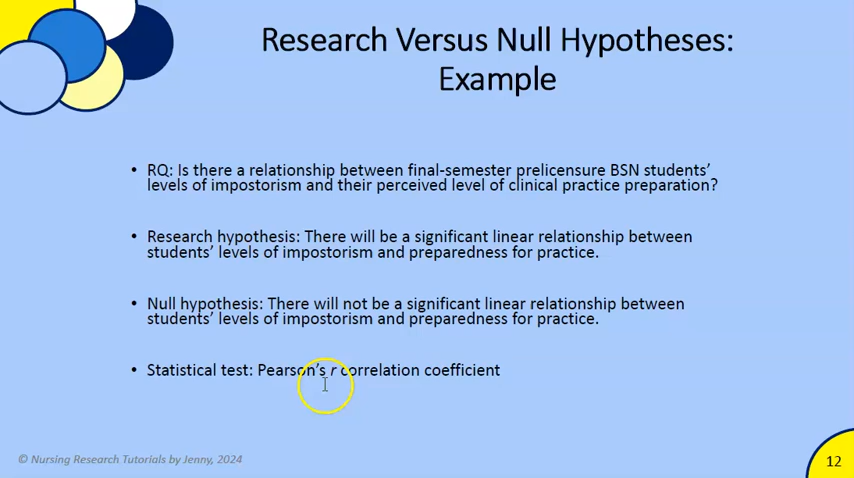 Research Versus Null Hypotheses:
Example
• RQ: Is there a relationship between final-semester prelicensure BSN students'
levels of impostorism and their perceived level of clinical practice preparation?
• Research hypothesis: There will be a significant linear relationship between
students' levels of impostorism and preparedness for practice.
• Null hypothesis: There will not be a significant linear relationship between
students' levels of impostorism and preparedness for practice.
• Statistical test: Pearson's r correlation coefficient
© Nursing Research Tutorials by Jenny, 2024
12